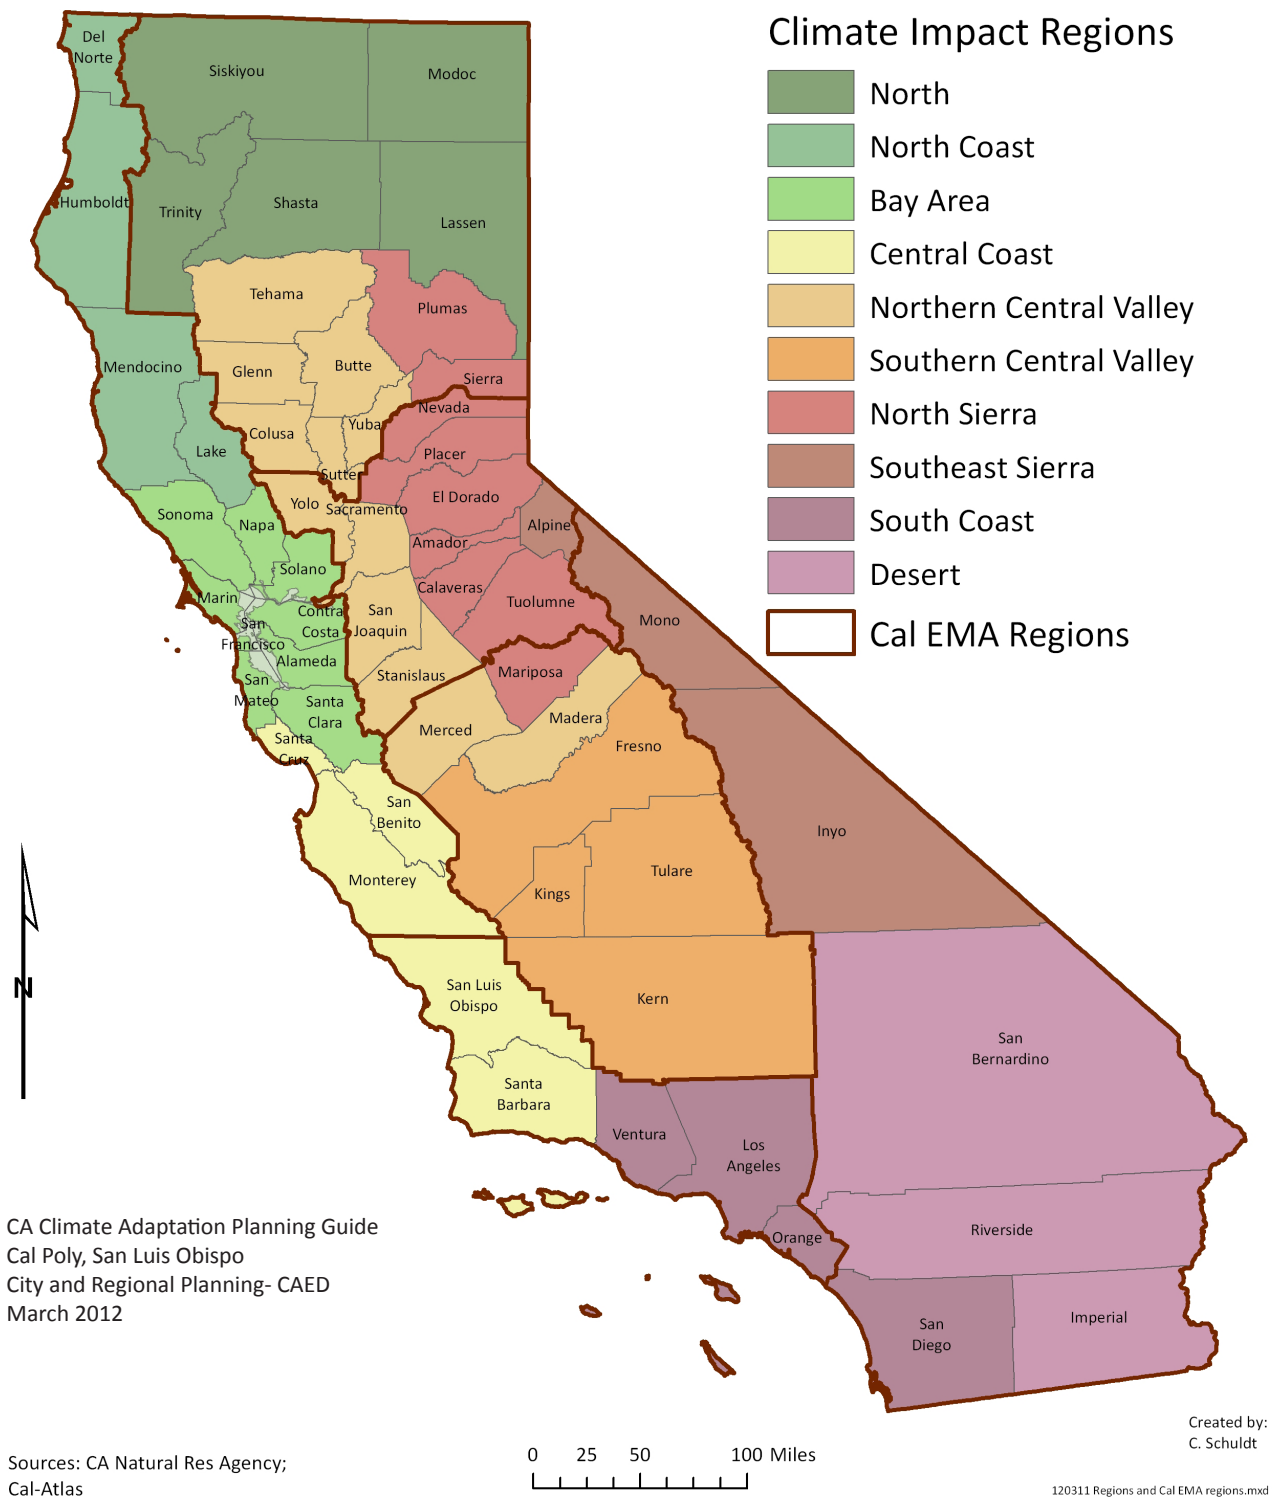 Climate Impact Regions
North
North Coast
Bay Area
Central Coast
Northern Central Valley
Southern Central Valley
North Sierra
Southeast Sierra
South Coast
Desert
Cal EMA Regions
Del
Norte
Siskiyou
Modoc
Humboldt
Trinity
Shasta
Lassen
Tehama
Plumas
Mendocino
Glenn
Butte
Sierra
Nevada
Colusa
Yuba
Lake
Placer
Sutter
El Dorado
Yolo
Sacramento
Sonoma
Napa
Alpine
Amador
Solano
Calaveras
Marin
Contra
Costa
San
Joaquin
Tuolumne
Mono
San
Francisco
Alameda
Stanislaus
Mariposa
San
Mateo
Santa
Clara
Merced
Madera
Santa
Cruz
Fresno
San
Benito
Inyo
Monterey
Kings
Tulare
San Luis
Obispo
Kern
San
Bernardino
Santa
Barbara
Ventura
Los
Angeles
Orange
Riverside
San
Diego
Imperial
N
CA Climate Adaptation Planning Guide
Cal Poly, San Luis Obispo
City and Regional Planning- CAED
March 2012
Sources: CA Natural Res Agency;
Cal-Atlas
0 25 50 100 Miles
Created by:
C. Schuldt
120311 Regions and Cal EMA regions.mxd